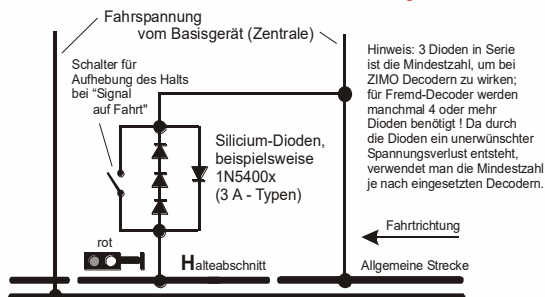 Fahrspannung
vom Basisgerät (Zentrale)
Schalter für
Aufhebung des Halts
bei "Signal
auf Fahrt"
Silicium-Dioden,
beispielsweise
1N5400x
(3 A - Typen)
Hinweis: 3 Dioden in Serie
ist die Mindestzahl, um bei
ZIMO Decodern zu wirken;
für Fremd-Decoder werden
manchmal 4 oder mehr
Dioden benötigt ! Da durch
die Dioden ein unerwünschter
Spannungsverlust entsteht,
verwendet man die Mindestzahl
je nach eingesetzten Decodern.
Fahrtrichtung
rot
Halteabschnitt
Allgemeine Strecke